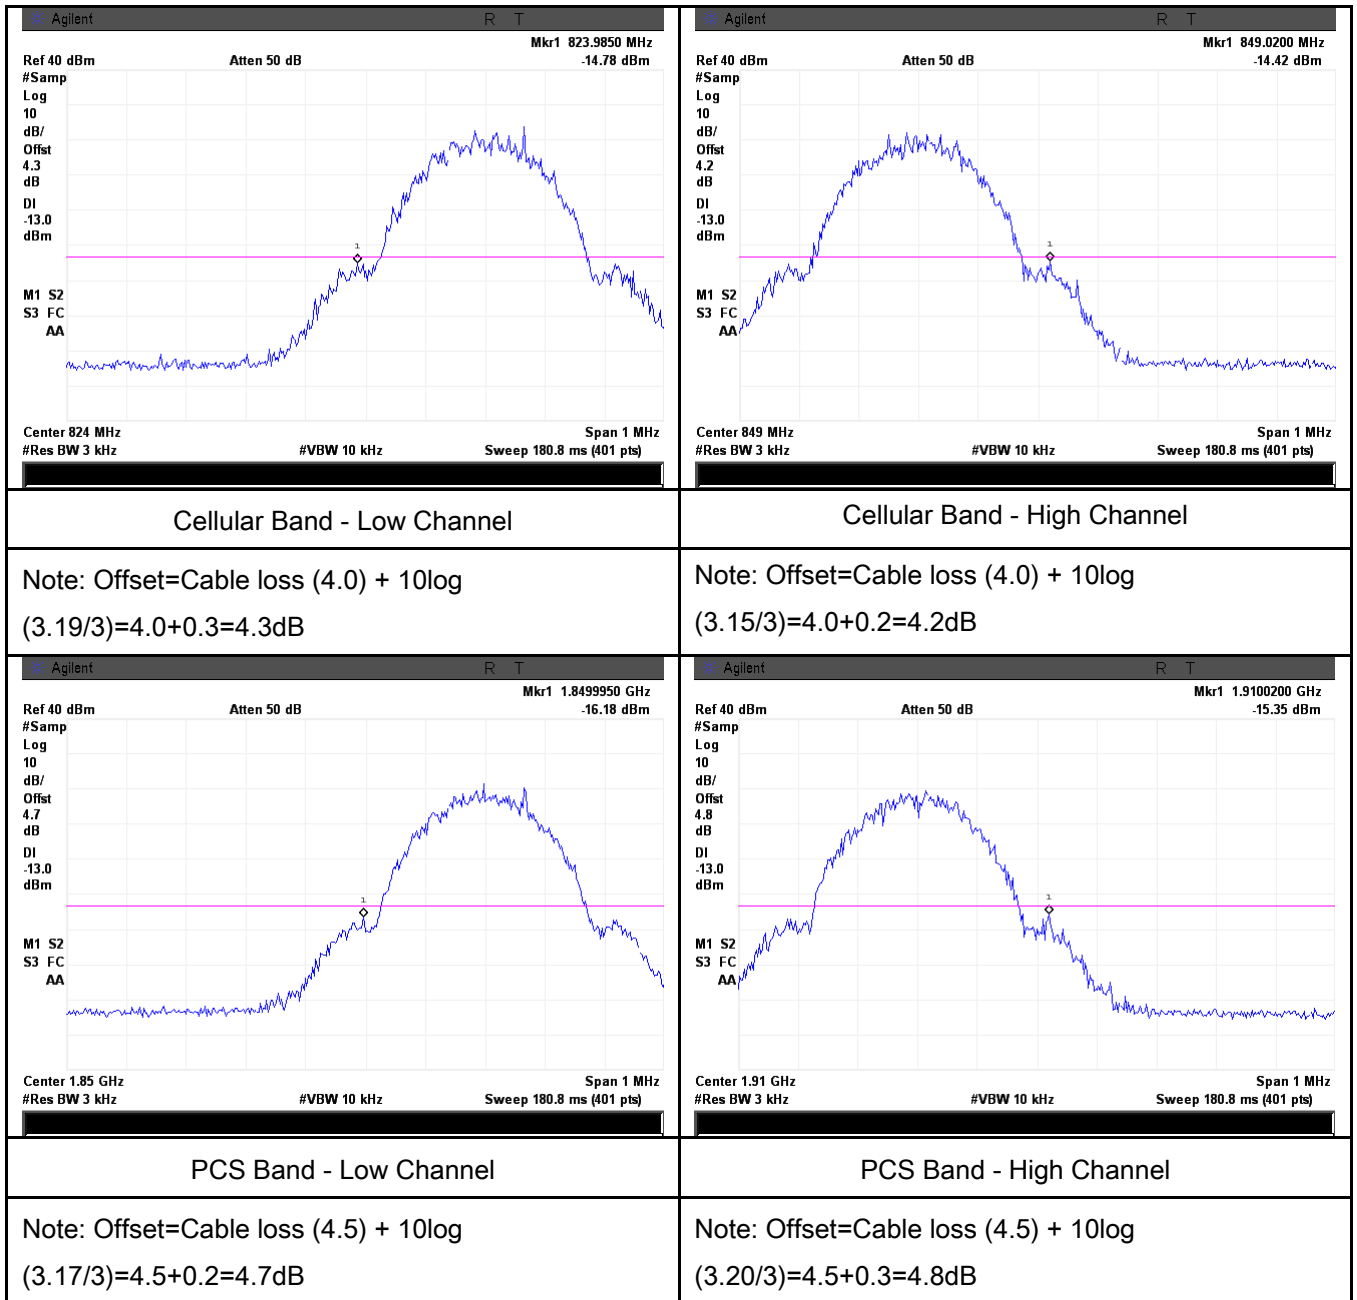 Agilent R T
Mkr1 823.9850 MHz
Ref 40 dBm Atten 50 dB -14.78 dBm
#Samp
Log
10
dB/
Offst
4.3
dB
DI
-13.0
dBm
1
M1 S2
S3 FC
AA
Center 824 MHz Span 1 MHz
#Res BW 3 kHz #VBW 10 kHz Sweep 180.8 ms (401 pts)
Agilent R T
Mkr1 849.0200 MHz
Ref 40 dBm Atten 50 dB -14.42 dBm
#Samp
Log
10
dB/
Offst
4.2
dB
DI
-13.0
dBm
1
M1 S2
S3 FC
AA
Center 849 MHz Span 1 MHz
#Res BW 3 kHz #VBW 10 kHz Sweep 180.8 ms (401 pts)
Cellular Band - Low Channel
Cellular Band - High Channel
Note: Offset=Cable loss (4.0) + 10log
(3.19/3)=4.0+0.3=4.3dB
Note: Offset=Cable loss (4.0) + 10log
(3.15/3)=4.0+0.2=4.2dB
Agilent R T
Mkr1 1.8499950 GHz
Ref 40 dBm Atten 50 dB -16.18 dBm
#Samp
Log
10
dB/
Offst
4.7
dB
DI
-13.0
dBm
1
M1 S2
S3 FC
AA
Center 1.85 GHz Span 1 MHz
#Res BW 3 kHz #VBW 10 kHz Sweep 180.8 ms (401 pts)
Agilent R T
Mkr1 1.9100200 GHz
Ref 40 dBm Atten 50 dB -15.35 dBm
#Samp
Log
10
dB/
Offst
4.8
dB
DI
-13.0
dBm
1
M1 S2
S3 FC
AA
Center 1.91 GHz Span 1 MHz
#Res BW 3 kHz #VBW 10 kHz Sweep 180.8 ms (401 pts)
PCS Band - Low Channel
PCS Band - High Channel
Note: Offset=Cable loss (4.5) + 10log
(3.17/3)=4.5+0.2=4.7dB
Note: Offset=Cable loss (4.5) + 10log
(3.20/3)=4.5+0.3=4.8dB